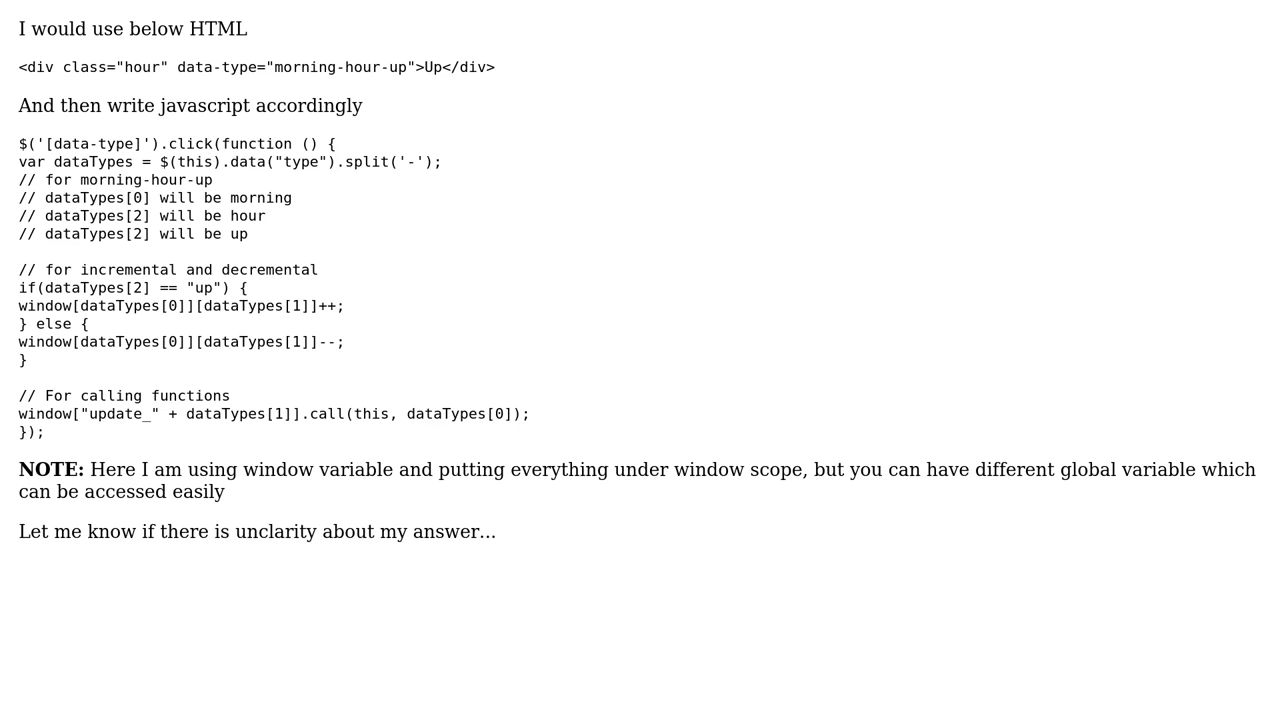 I would use below HTML
<div class="hour" data-type="morning-hour-up">Up</div>
And then write javascript accordingly
$('[data-type]').click(function () {
var dataTypes = $(this).data("type").split('-');
// for morning-hour-up
// dataTypes[0] will be morning
// dataTypes[2] will be hour
// dataTypes[2] will be up
// for incremental and decremental
if(dataTypes[2] == "up") {
window[dataTypes[0]][dataTypes[1]]++;
} else {
window[dataTypes[0]][dataTypes[1]]--;
}
// For calling functions
window["update_" + dataTypes[1]].call(this, dataTypes[0]);
});
NOTE: Here I am using window variable and putting everything under window scope, but you can have different global variable which
can be accessed easily
Let me know if there is unclarity about my answer...